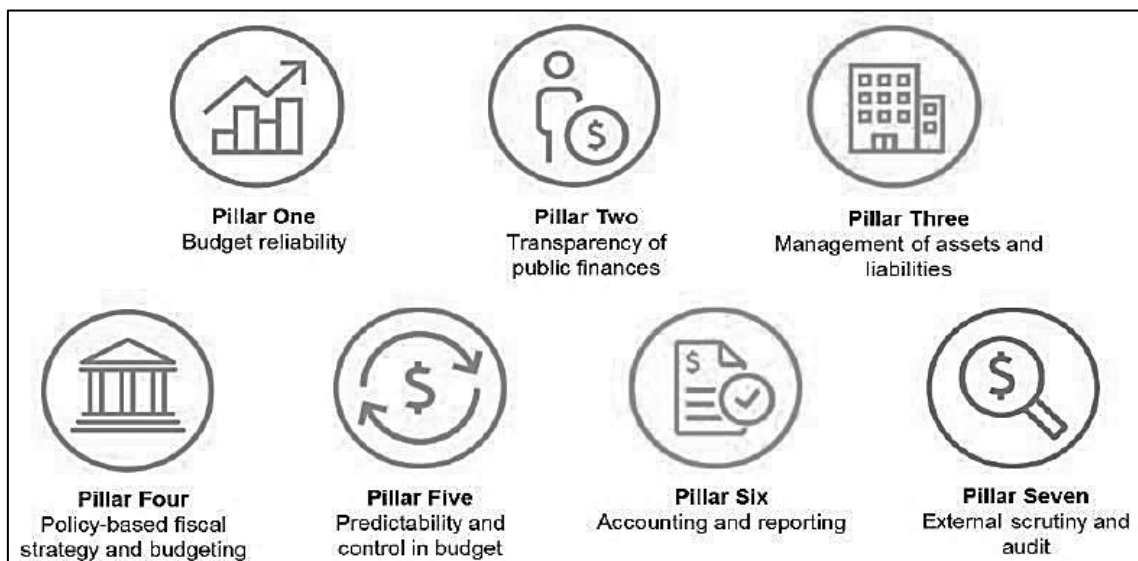 Pillar One
Budget reliability
Pillar Two
Transparency of
public finances
Pillar Three
Management of assets and
liabilities
Pillar Four
Policy-based fiscal
strategy and budgeting
$
Pillar Five
Predictability and
control in budget
$
Pillar Six
Accounting and reporting
$
Pillar Seven
External scrutiny and
audit
$